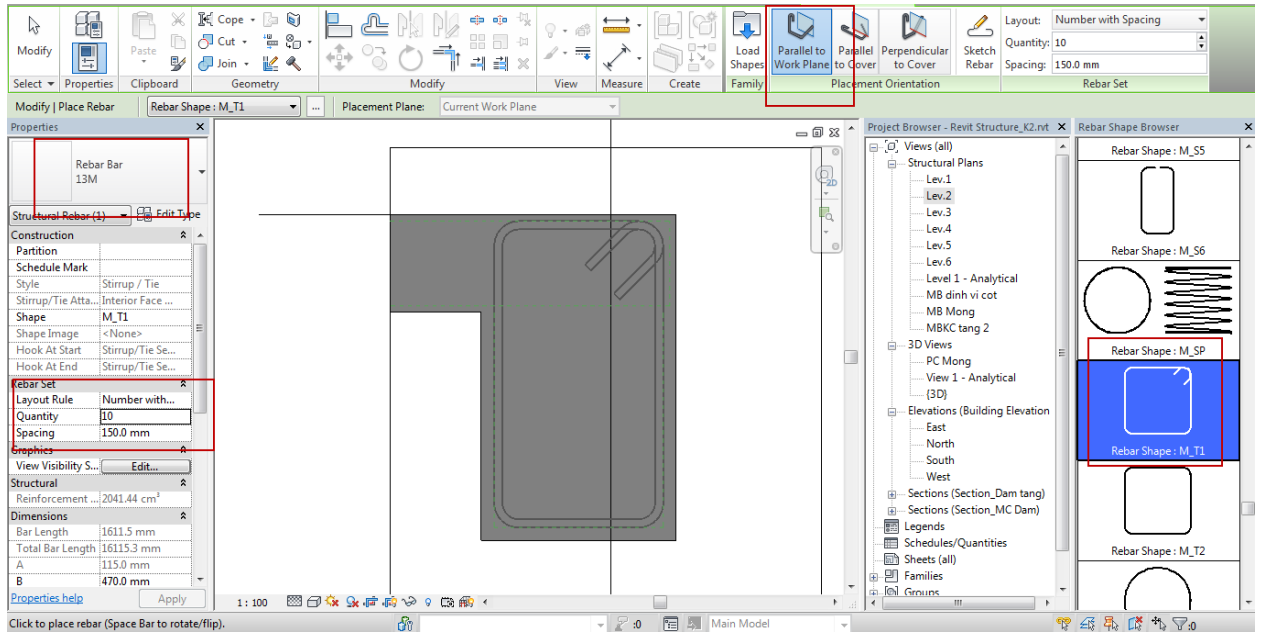 Modify
Select
Properties
Paste
Clipboard
Cope
Cut
Join
Geometry
Modify
View
Measure
Create
Load
Shapes
Family
Parallel to
Work Plane
Parallel
to Cover
Perpendicular
to Cover
Placement Orientation
Sketch
Rebar
Layout: Number with Spacing
Quantity: 10
Spacing: 150.0 mm
Rebar Set
Modify | Place Rebar
Rebar Shape : M_T1
...
Placement Plane: Current Work Plane
Properties
Rebar Bar
13M
Structural Rebar (1)
Edit Type
Construction
Partition
Schedule Mark
Style Stirrup / Tie
Stirrup/Tie Atta... Interior Face ...
Shape M_T1
Shape Image <None>
Hook At Start Stirrup/Tie Se...
Hook At End Stirrup/Tie Se...
Rebar Set
Layout Rule Number with...
Quantity 10
Spacing 150.0 mm
Graphics
View Visibility S... Edit...
Structural
Reinforcement ... 2041.44 cm³
Dimensions
Bar Length 1611.5 mm
Total Bar Length 16115.3 mm
A 115.0 mm
B 470.0 mm
Properties help
Apply
2D
1 : 100
Project Browser - Revit Structure_K2.rvt
Views (all)
Structural Plans
Lev.1
Lev.2
Lev.3
Lev.4
Lev.5
Lev.6
Level 1 - Analytical
MB dinh vi cot
MB Mong
MBKC tang 2
3D Views
PC Mong
View 1 - Analytical
{3D}
Elevations (Building Elevation
East
North
South
West
Sections (Section_Dam tang)
Sections (Section_MC Dam)
Legends
Schedules/Quantities
Sheets (all)
Families
Groups
Rebar Shape Browser
Rebar Shape : M_S5
Rebar Shape : M_S6
Rebar Shape : M_SP
Rebar Shape : M_T1
Rebar Shape : M_T2
Click to place rebar (Space Bar to rotate/flip).
:0
Main Model
:0